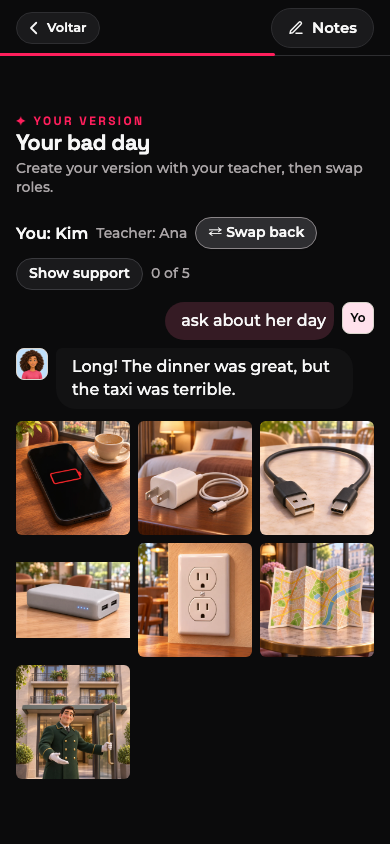 Voltar
Notes
YOUR VERSION
Your bad day
Create your version with your teacher, then swap
roles.
You: Kim Teacher: Ana Swap back
Show support 0 of 5
ask about her day
Yo
Long! The dinner was great, but
the taxi was terrible.